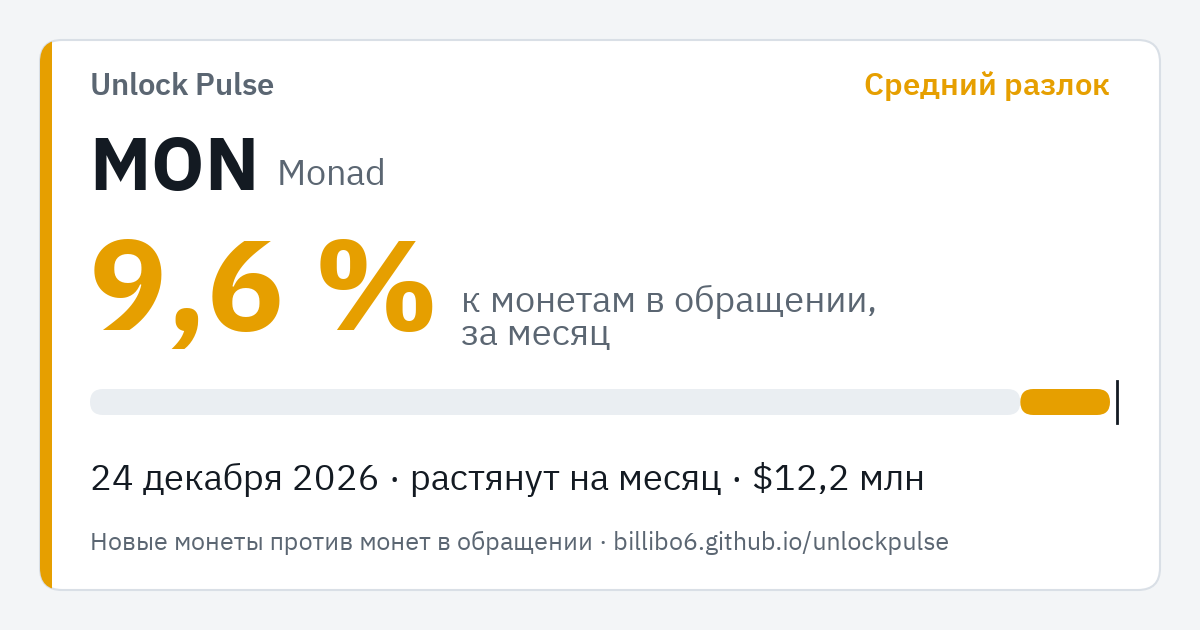 Unlock Pulse
Средний разлок
MON Monad
9,6 % к монетам в обращении,
за месяц
24 декабря 2026 · растянут на месяц · $12,2 млн
Новые монеты против монет в обращении · billibo6.github.io/unlockpulse